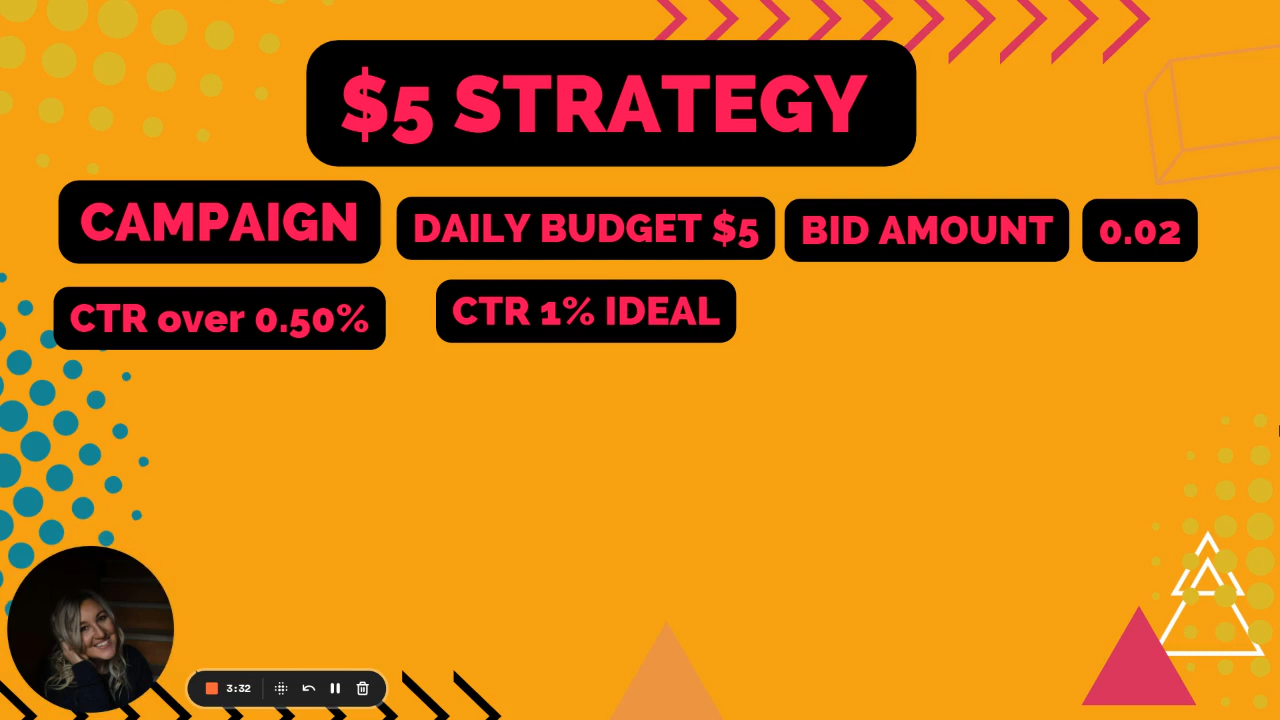 $5 STRATEGY
CAMPAIGN
DAILY BUDGET $5
BID AMOUNT
0.02
CTR over 0.50%
CTR 1% IDEAL
3:32